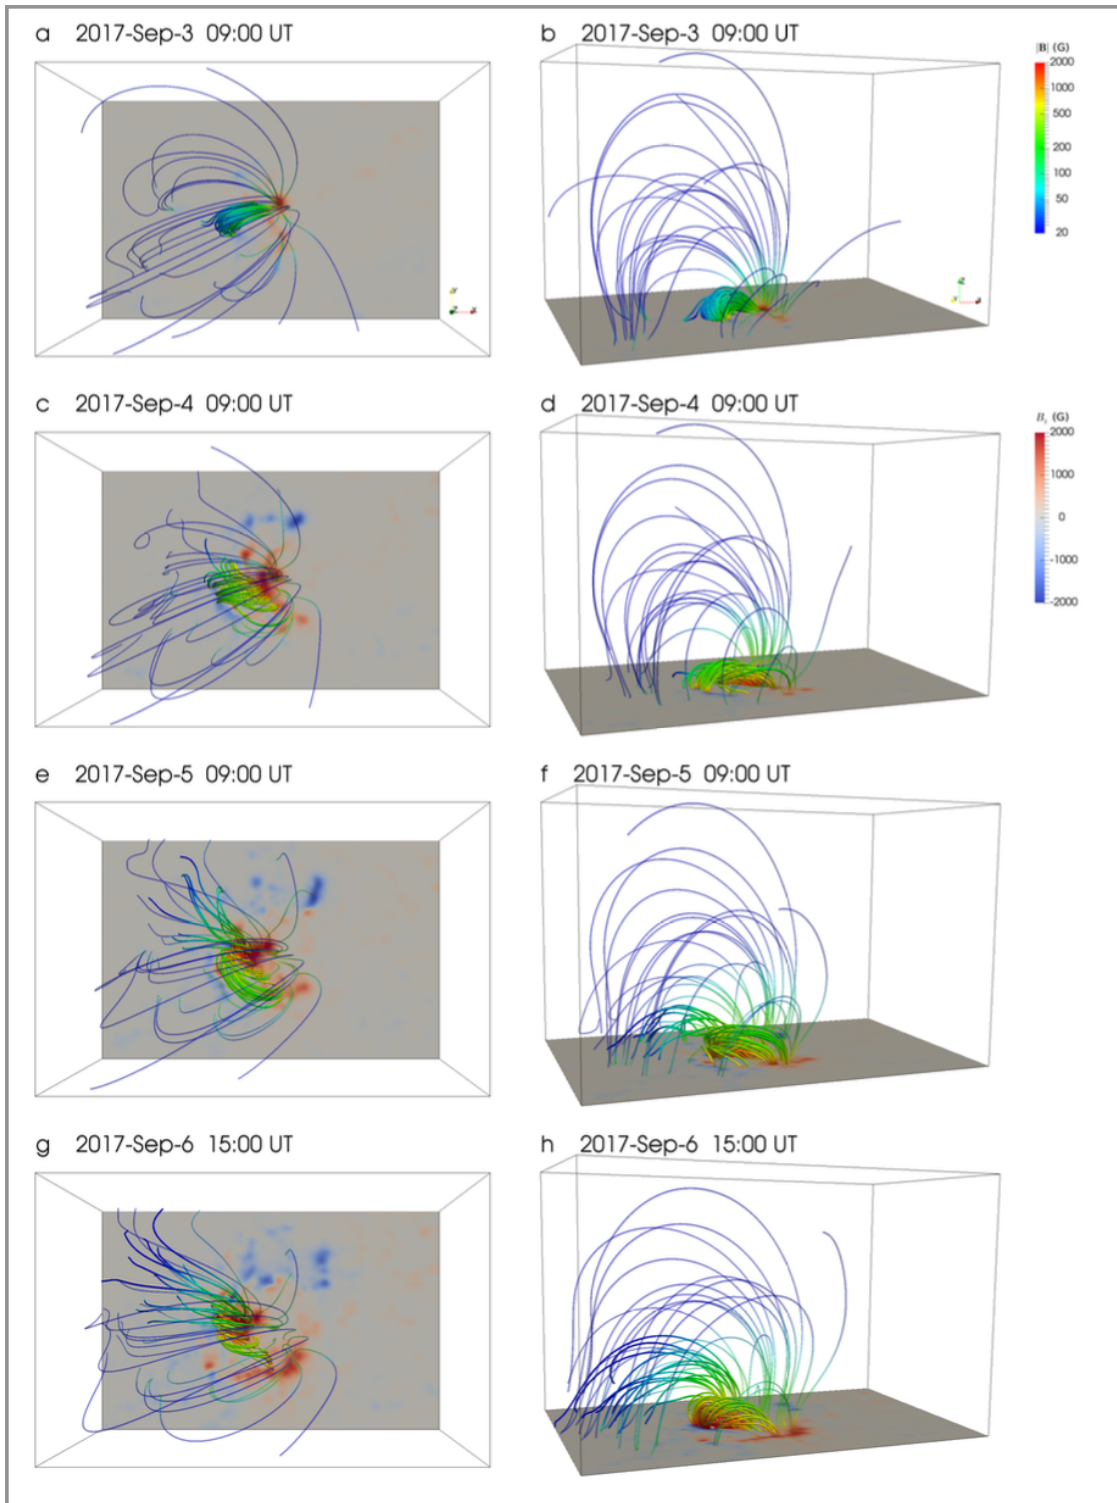 a 2017-Sep-3 09:00 UT
b 2017-Sep-3 09:00 UT
|B| (G)
2000
1000
500
200
100
50
20
Y
Z X
Z
Y X
c 2017-Sep-4 09:00 UT
d 2017-Sep-4 09:00 UT
Bz (G)
2000
1000
0
-1000
-2000
e 2017-Sep-5 09:00 UT
f 2017-Sep-5 09:00 UT
g 2017-Sep-6 15:00 UT
h 2017-Sep-6 15:00 UT